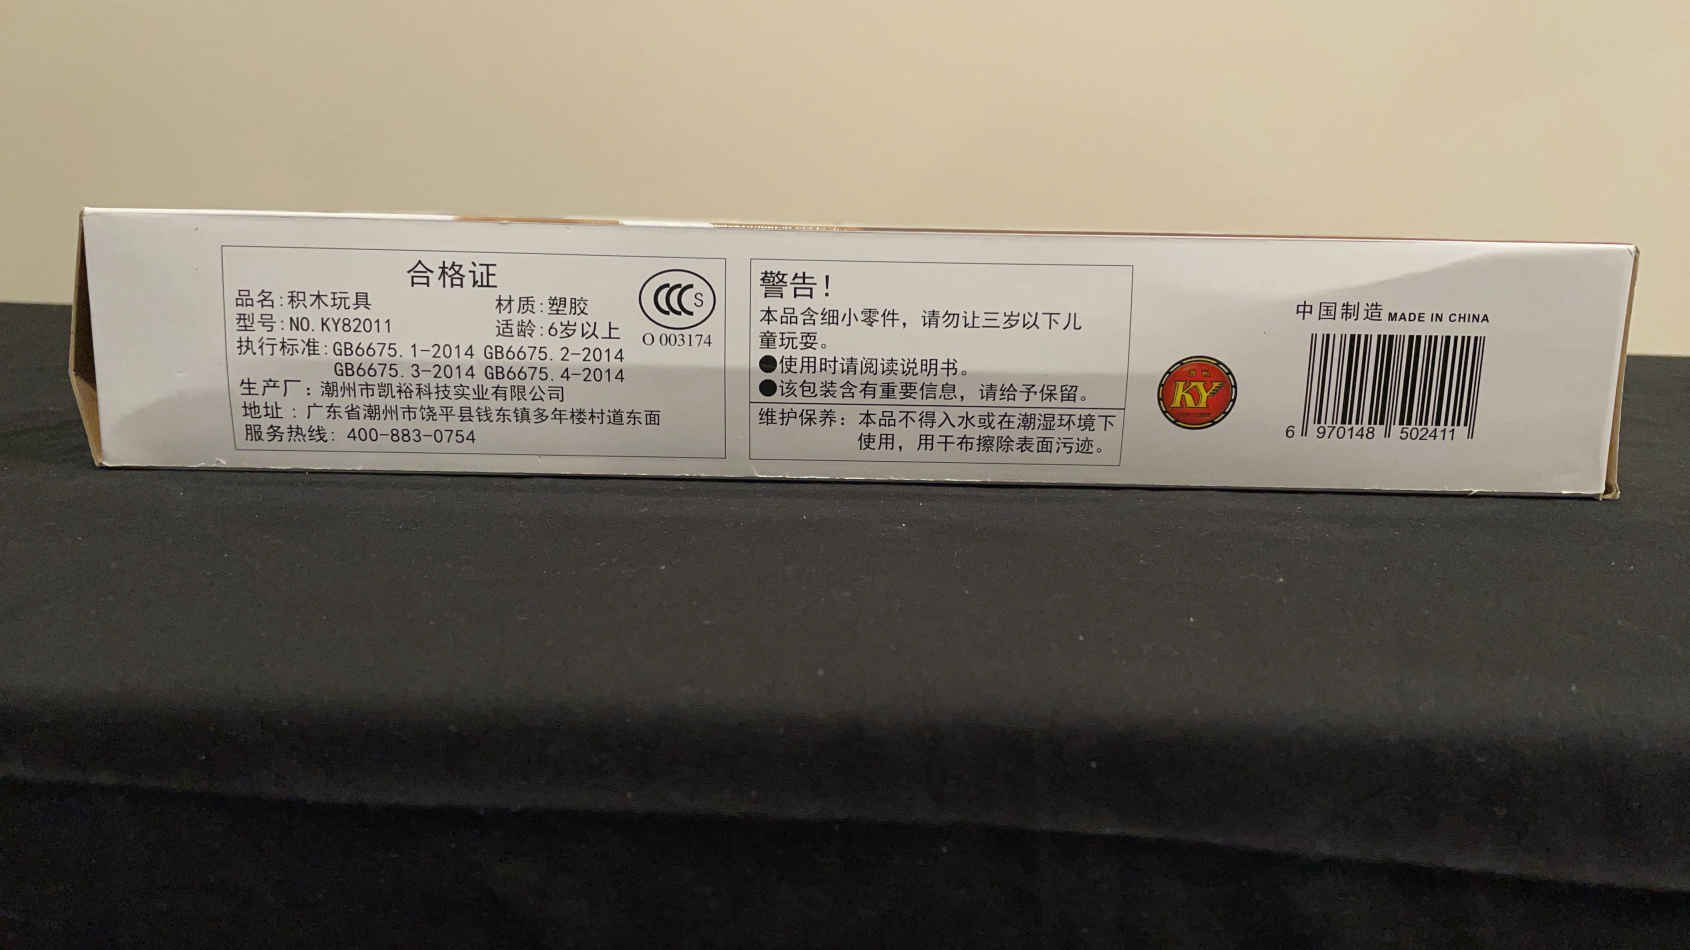 合格证
品名:积木玩具 材质:塑胶
型号:NO.KY82011 适龄:6岁以上
执行标准:GB6675.1-2014 GB6675.2-2014
GB6675.3-2014 GB6675.4-2014
生产厂：潮州市凯裕科技实业有限公司
地址：广东省潮州市饶平县钱东镇多年楼村道东面
服务热线: 400-883-0754
CCC S
O 003174
警告!
本品含细小零件，请勿让三岁以下儿
童玩耍。
●使用时请阅读说明书。
●该包装含有重要信息，请给予保留。
维护保养：本品不得入水或在潮湿环境下
使用，用干布擦除表面污迹。
KY
中国制造 MADE IN CHINA
6 970148 502411